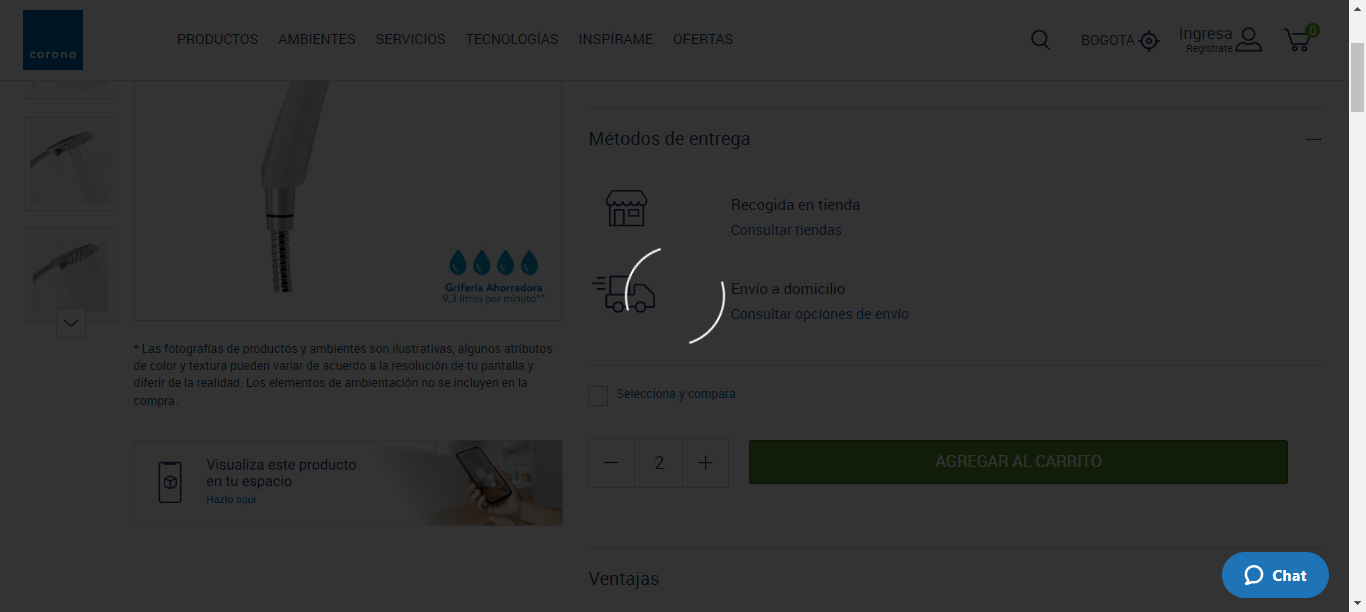 corona
PRODUCTOS AMBIENTES SERVICIOS TECNOLOGÍAS INSPÍRAME OFERTAS
BOGOTA
Ingresa
Regístrate
0
Métodos de entrega
Recogida en tienda
Consultar tiendas
Envío a domicilio
Consultar opciones de envío
Grifería Ahorradora
9,3 litros por minuto**
* Las fotografías de productos y ambientes son ilustrativas, algunos atributos
de color y textura pueden variar de acuerdo a la resolución de tu pantalla y
diferir de la realidad. Los elementos de ambientación no se incluyen en la
compra.
Selecciona y compara
Visualiza este producto
en tu espacio
Hazlo aquí
2
AGREGAR AL CARRITO
Ventajas
Chat